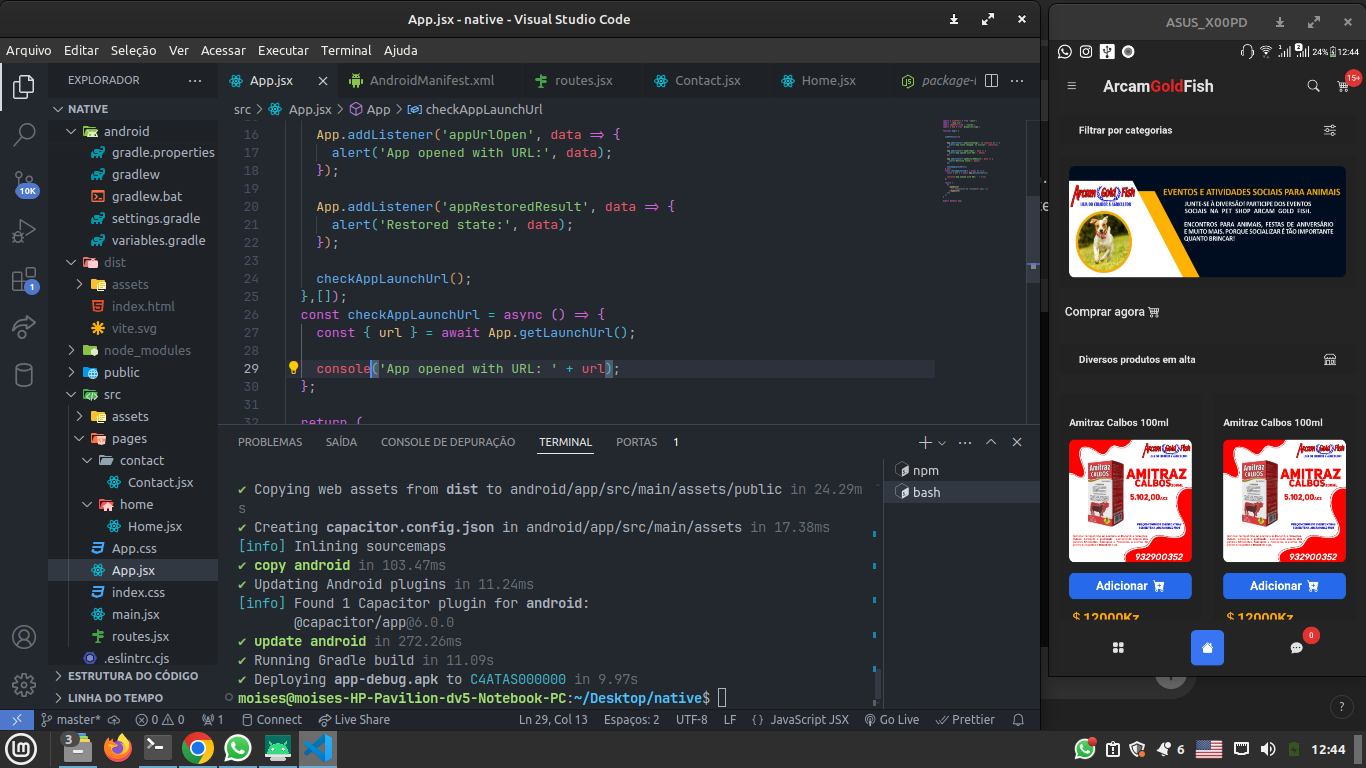 App.jsx - native - Visual Studio Code
Arquivo Editar Seleção Ver Acessar Executar Terminal Ajuda
EXPLORADOR
NATIVE
android
gradle.properties
gradlew
gradlew.bat
settings.gradle
variables.gradle
dist
assets
index.html
vite.svg
node_modules
public
src
assets
pages
contact
Contact.jsx
home
Home.jsx
App.css
App.jsx
index.css
main.jsx
routes.jsx
.eslintrc.cjs
ESTRUTURA DO CÓDIGO
LINHA DO TEMPO
10K
1
App.jsx AndroidManifest.xml routes.jsx Contact.jsx Home.jsx package-l
src > App.jsx > App > checkAppLaunchUrl
16 App.addListener('appUrlOpen', data => {
17 alert('App opened with URL:', data);
18 });
19
20 App.addListener('appRestoredResult', data => {
21 alert('Restored state:', data);
22 });
23
24 checkAppLaunchUrl();
25 },[]);
26 const checkAppLaunchUrl = async () => {
27 const { url } = await App.getLaunchUrl();
28
29 console('App opened with URL: ' + url);
30 };
31
32 return (
PROBLEMAS SAÍDA CONSOLE DE DEPURAÇÃO TERMINAL PORTAS 1
npm
bash
✔ Copying web assets from dist to android/app/src/main/assets/public in 24.29m
s
✔ Creating capacitor.config.json in android/app/src/main/assets in 17.38ms
[info] Inlining sourcemaps
✔ copy android in 103.47ms
✔ Updating Android plugins in 11.24ms
[info] Found 1 Capacitor plugin for android:
@capacitor/app@6.0.0
✔ update android in 272.26ms
✔ Running Gradle build in 11.09s
✔ Deploying app-debug.apk to C4ATAS000000 in 9.97s
moises@moises-HP-Pavilion-dv5-Notebook-PC:~/Desktop/native$
master* 0 0 1 Connect Live Share Ln 29, Col 13 Espaços: 2 UTF-8 LF {} JavaScript JSX Go Live Prettier
ASUS_X00PD
24% 12:44
ArcamGoldFish
15+
Filtrar por categorias
Arcam Gold Fish
EVENTOS E ATIVIDADES SOCIAIS PARA ANIMAIS
JUNTE-SE À DIVERSÃO! PARTICIPE DOS EVENTOS
SOCIAIS NA PET SHOP ARCAM GOLD FISH.
ENCONTROS PARA ANIMAIS, FESTAS DE ANIVERSÁRIO
E MUITO MAIS. PORQUE SOCIALIZAR É TÃO IMPORTANTE
QUANTO BRINCAR!
Comprar agora
Diversos produtos em alta
Amitraz Calbos 100ml
Arcam Gold Fish
AMITRAZ
CALBOS
5.102,00
932900352
Adicionar
$ 12000Kz
Amitraz Calbos 100ml
Arcam Gold Fish
AMITRAZ
CALBOS
5.102,00
932900352
Adicionar
$ 12000Kz
0
?
3
6 12:44